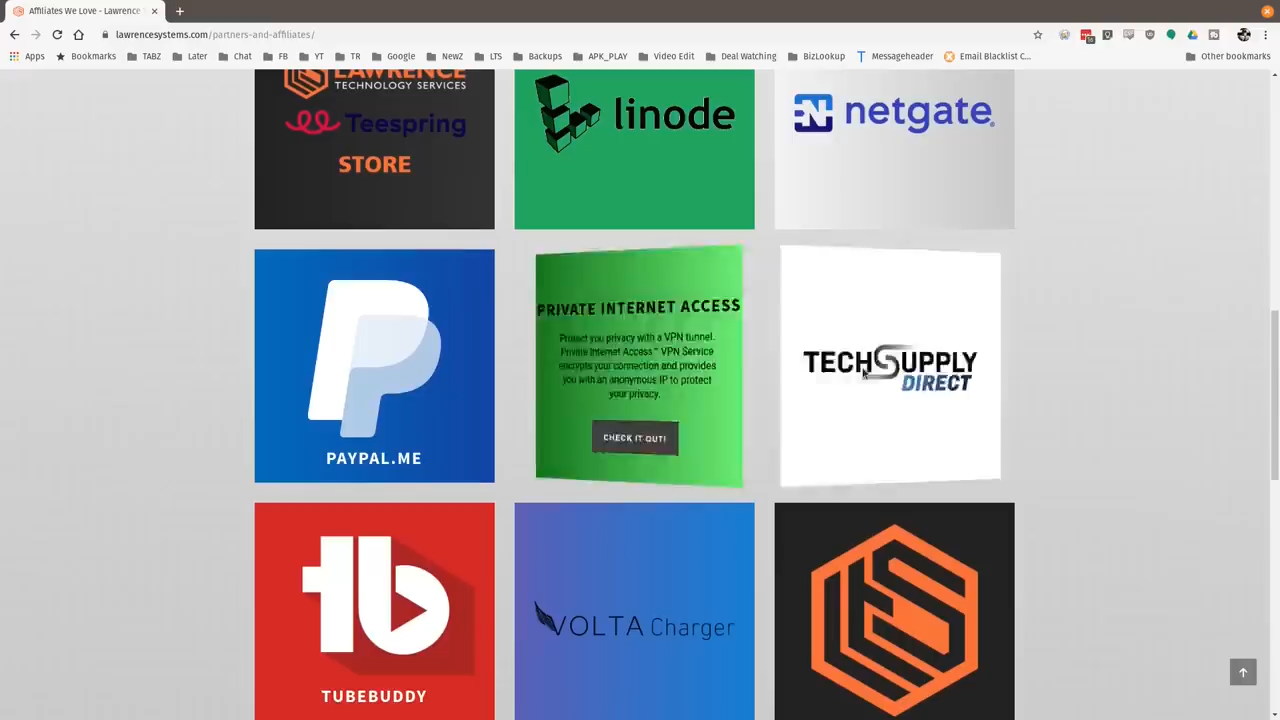 Affiliates We Love - Lawrence
lawrencesystems.com/partners-and-affiliates/
Apps
Bookmarks
TABZ
Later
Chat
FB
YT
TR
Google
NewZ
LTS
Backups
APK_PLAY
Video Edit
Deal Watching
BizLookup
Messageheader
Email Blacklist C...
Other bookmarks
LAWRENCE
TECHNOLOGY SERVICES
Teespring
STORE
linode
netgate®
PAYPAL.ME
PRIVATE INTERNET ACCESS
Protect you privacy with a VPN tunnel.
Private Internet Access™ VPN Service
encrypts your connection and provides
you with an anonymous IP to protect
your privacy.
CHECK IT OUT!
TECHSUPPLY
DIRECT
tb
TUBEBUDDY
VOLTA Charger